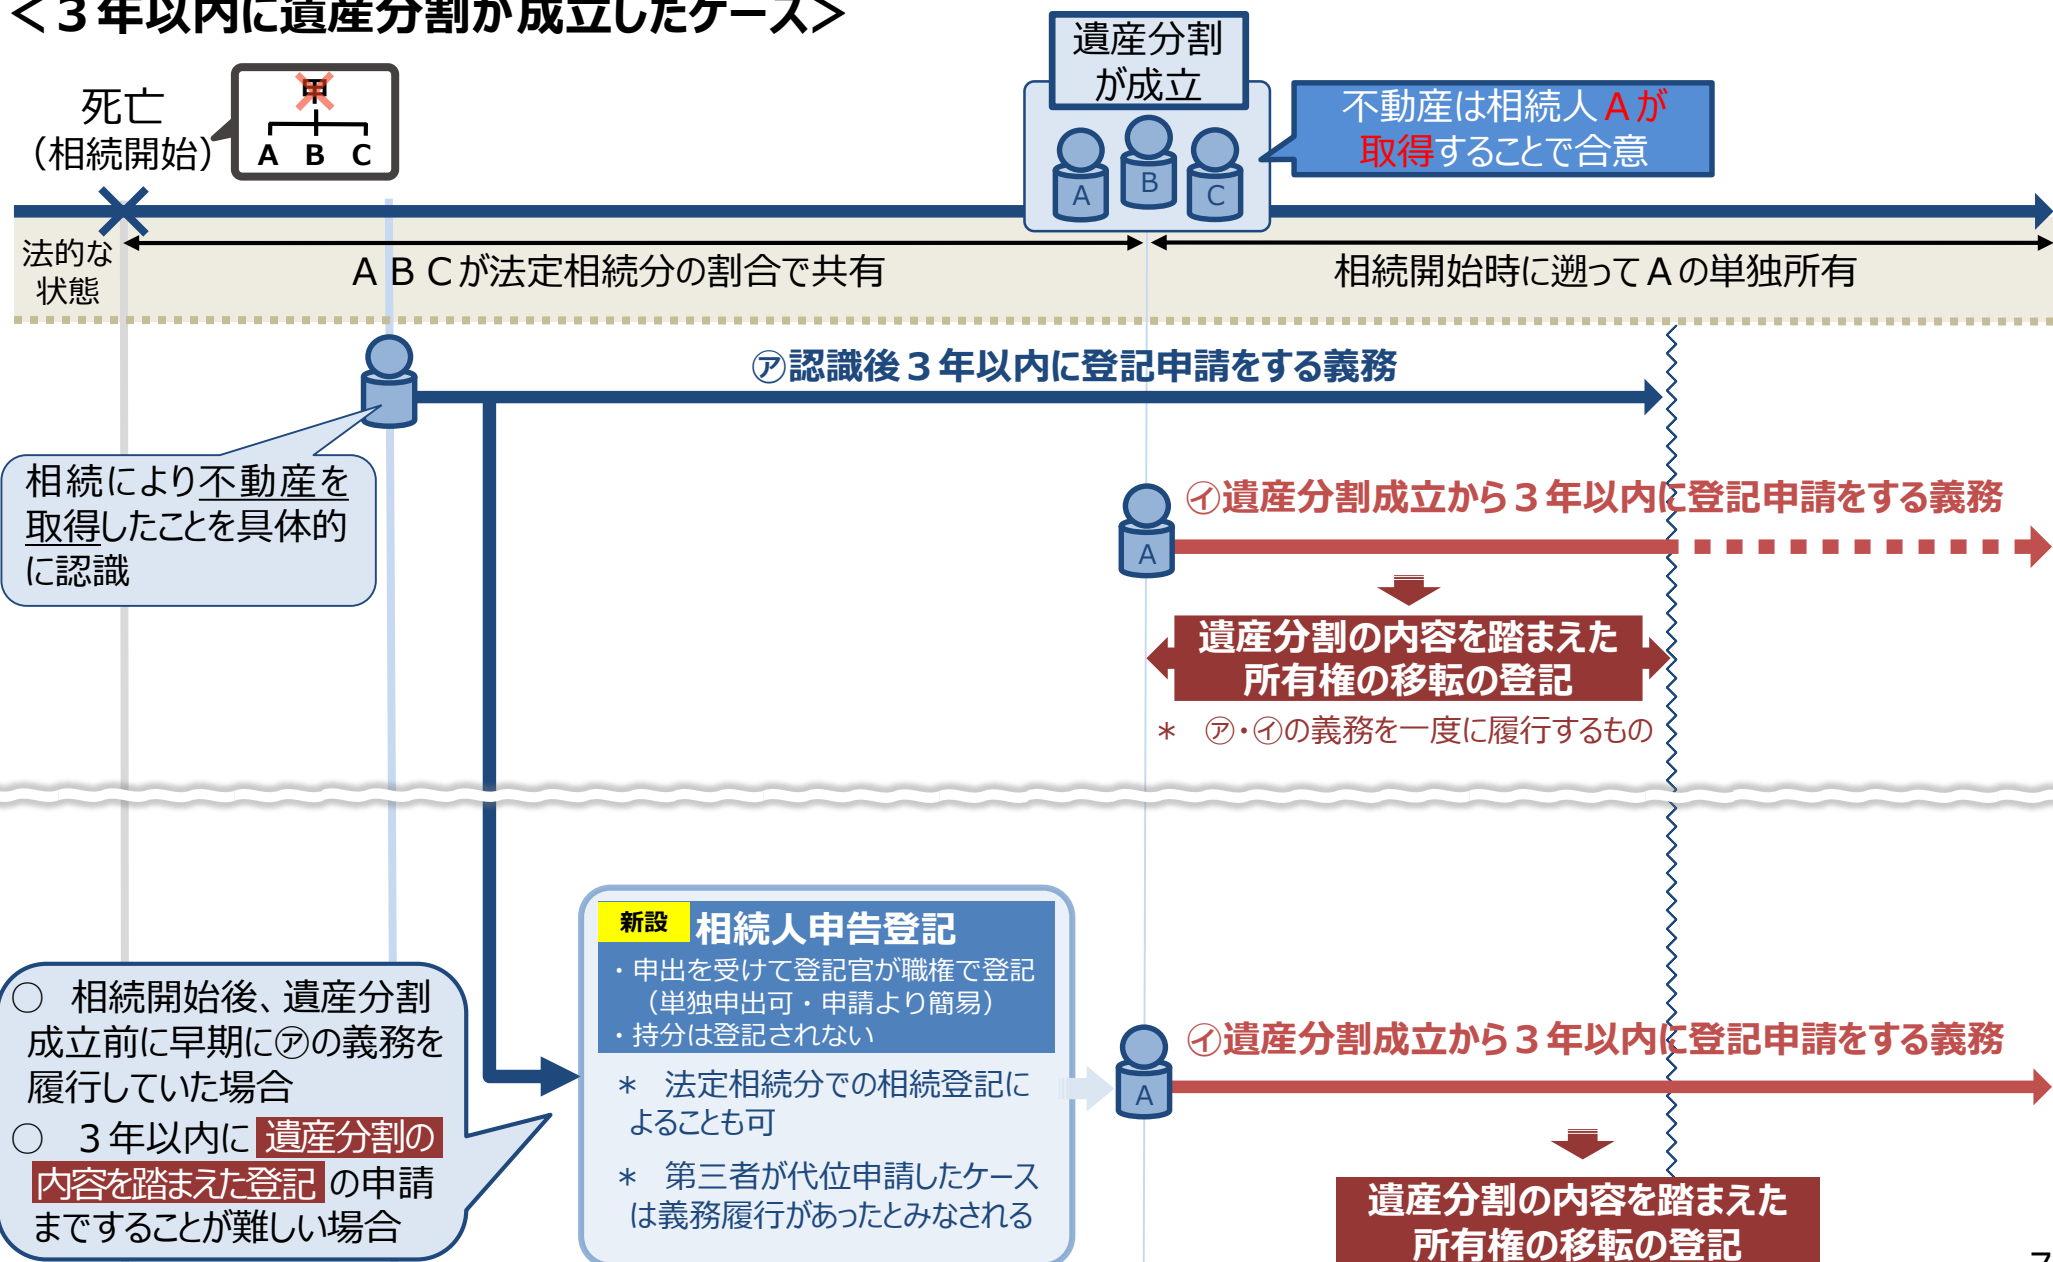 ＜３年以内に遺産分割が成立したケース＞
死亡
（相続開始）
甲
A B C
遺産分割
が成立
A
B
C
不動産は相続人Ａが
取得することで合意
法的な
状態
ＡＢＣが法定相続分の割合で共有
相続開始時に遡ってＡの単独所有
㋐認識後３年以内に登記申請をする義務
相続により不動産を
取得したことを具体的
に認識
㋑遺産分割成立から３年以内に登記申請をする義務
A
遺産分割の内容を踏まえた
所有権の移転の登記
＊　㋐・㋑の義務を一度に履行するもの
○　相続開始後、遺産分割
成立前に早期に㋐の義務を
履行していた場合
○　３年以内に遺産分割の
内容を踏まえた登記の申請
まですることが難しい場合
新設 相続人申告登記
・申出を受けて登記官が職権で登記
（単独申出可・申請より簡易）
・持分は登記されない
＊　法定相続分での相続登記に
よることも可
＊　第三者が代位申請したケース
は義務履行があったとみなされる
㋑遺産分割成立から３年以内に登記申請をする義務
A
遺産分割の内容を踏まえた
所有権の移転の登記
7